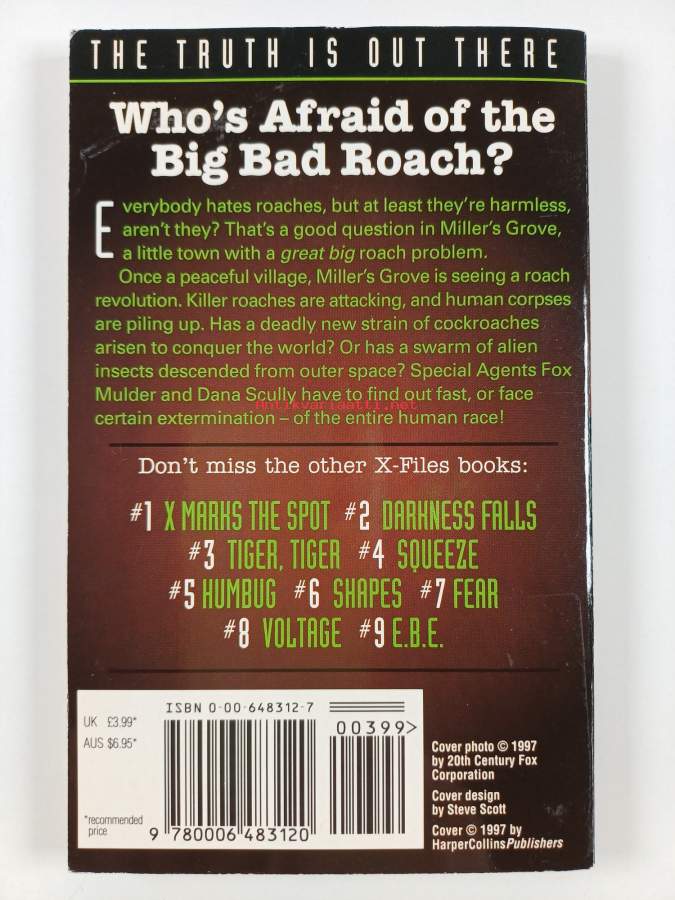 THE TRUTH IS OUT THERE
Who's Afraid of the
Big Bad Roach?
Everybody hates roaches, but at least they're harmless,
aren't they? That's a good question in Miller's Grove,
a little town with a great big roach problem.
Once a peaceful village, Miller's Grove is seeing a roach
revolution. Killer roaches are attacking, and human corpses
are piling up. Has a deadly new strain of cockroaches
arisen to conquer the world? Or has a swarm of alien
insects descended from outer space? Special Agents Fox
Mulder and Dana Scully have to find out fast, or face
Antikvariaatti.net
certain extermination – of the entire human race!
Don't miss the other X-Files books:
#1 X MARKS THE SPOT #2 DARKNESS FALLS
#3 TIGER, TIGER #4 SQUEEZE
#5 HUMBUG #6 SHAPES #7 FEAR
#8 VOLTAGE #9 E.B.E.
UK £3.99*
AUS $6.95*
*recommended
price
ISBN 0-00-648312-7
00399>
9 780006 483120
Cover photo © 1997
by 20th Century Fox
Corporation
Cover design
by Steve Scott
Cover © 1997 by
HarperCollinsPublishers